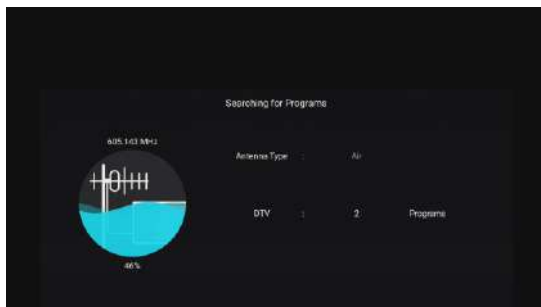 Searching for Programs
605.143 MHz
Antenna Type : Air
DTV : 2 Programs
46%